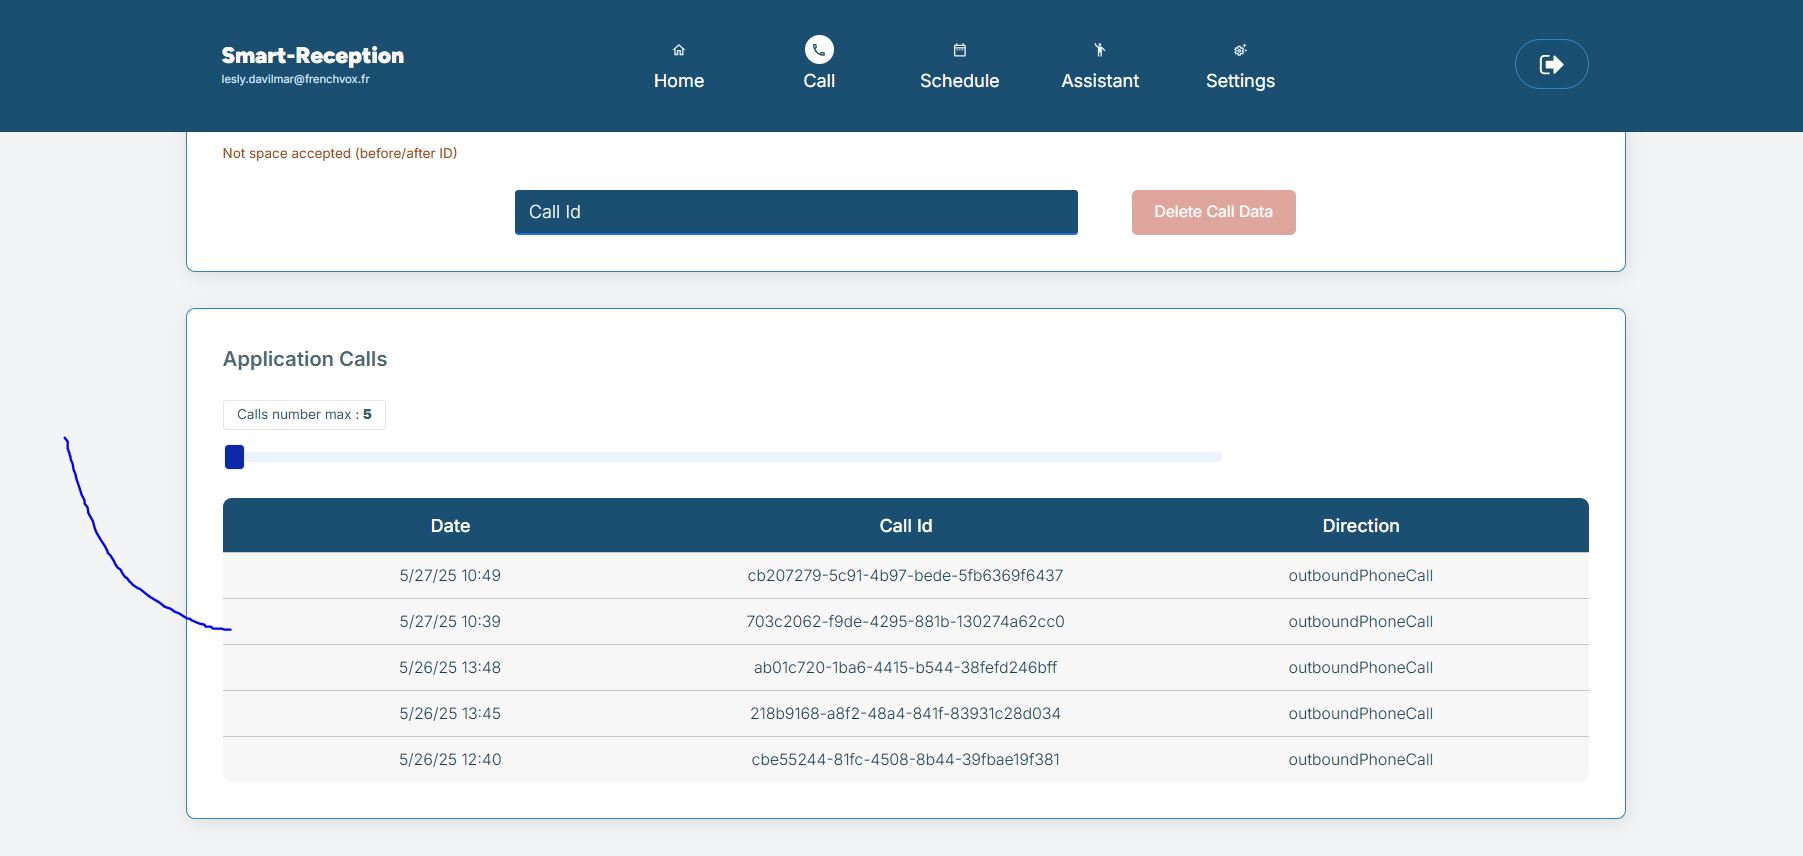 Smart-Reception
lesly.davilmar@frenchvox.fr
Home Call Schedule Assistant Settings
Not space accepted (before/after ID)
Call Id Delete Call Data
Application Calls
Calls number max : 5
Date Call Id Direction
5/27/25 10:49 cb207279-5c91-4b97-bede-5fb6369f6437 outboundPhoneCall
5/27/25 10:39 703c2062-f9de-4295-881b-130274a62cc0 outboundPhoneCall
5/26/25 13:48 ab01c720-1ba6-4415-b544-38fefd246bff outboundPhoneCall
5/26/25 13:45 218b9168-a8f2-48a4-841f-83931c28d034 outboundPhoneCall
5/26/25 12:40 cbe55244-81fc-4508-8b44-39fbae19f381 outboundPhoneCall